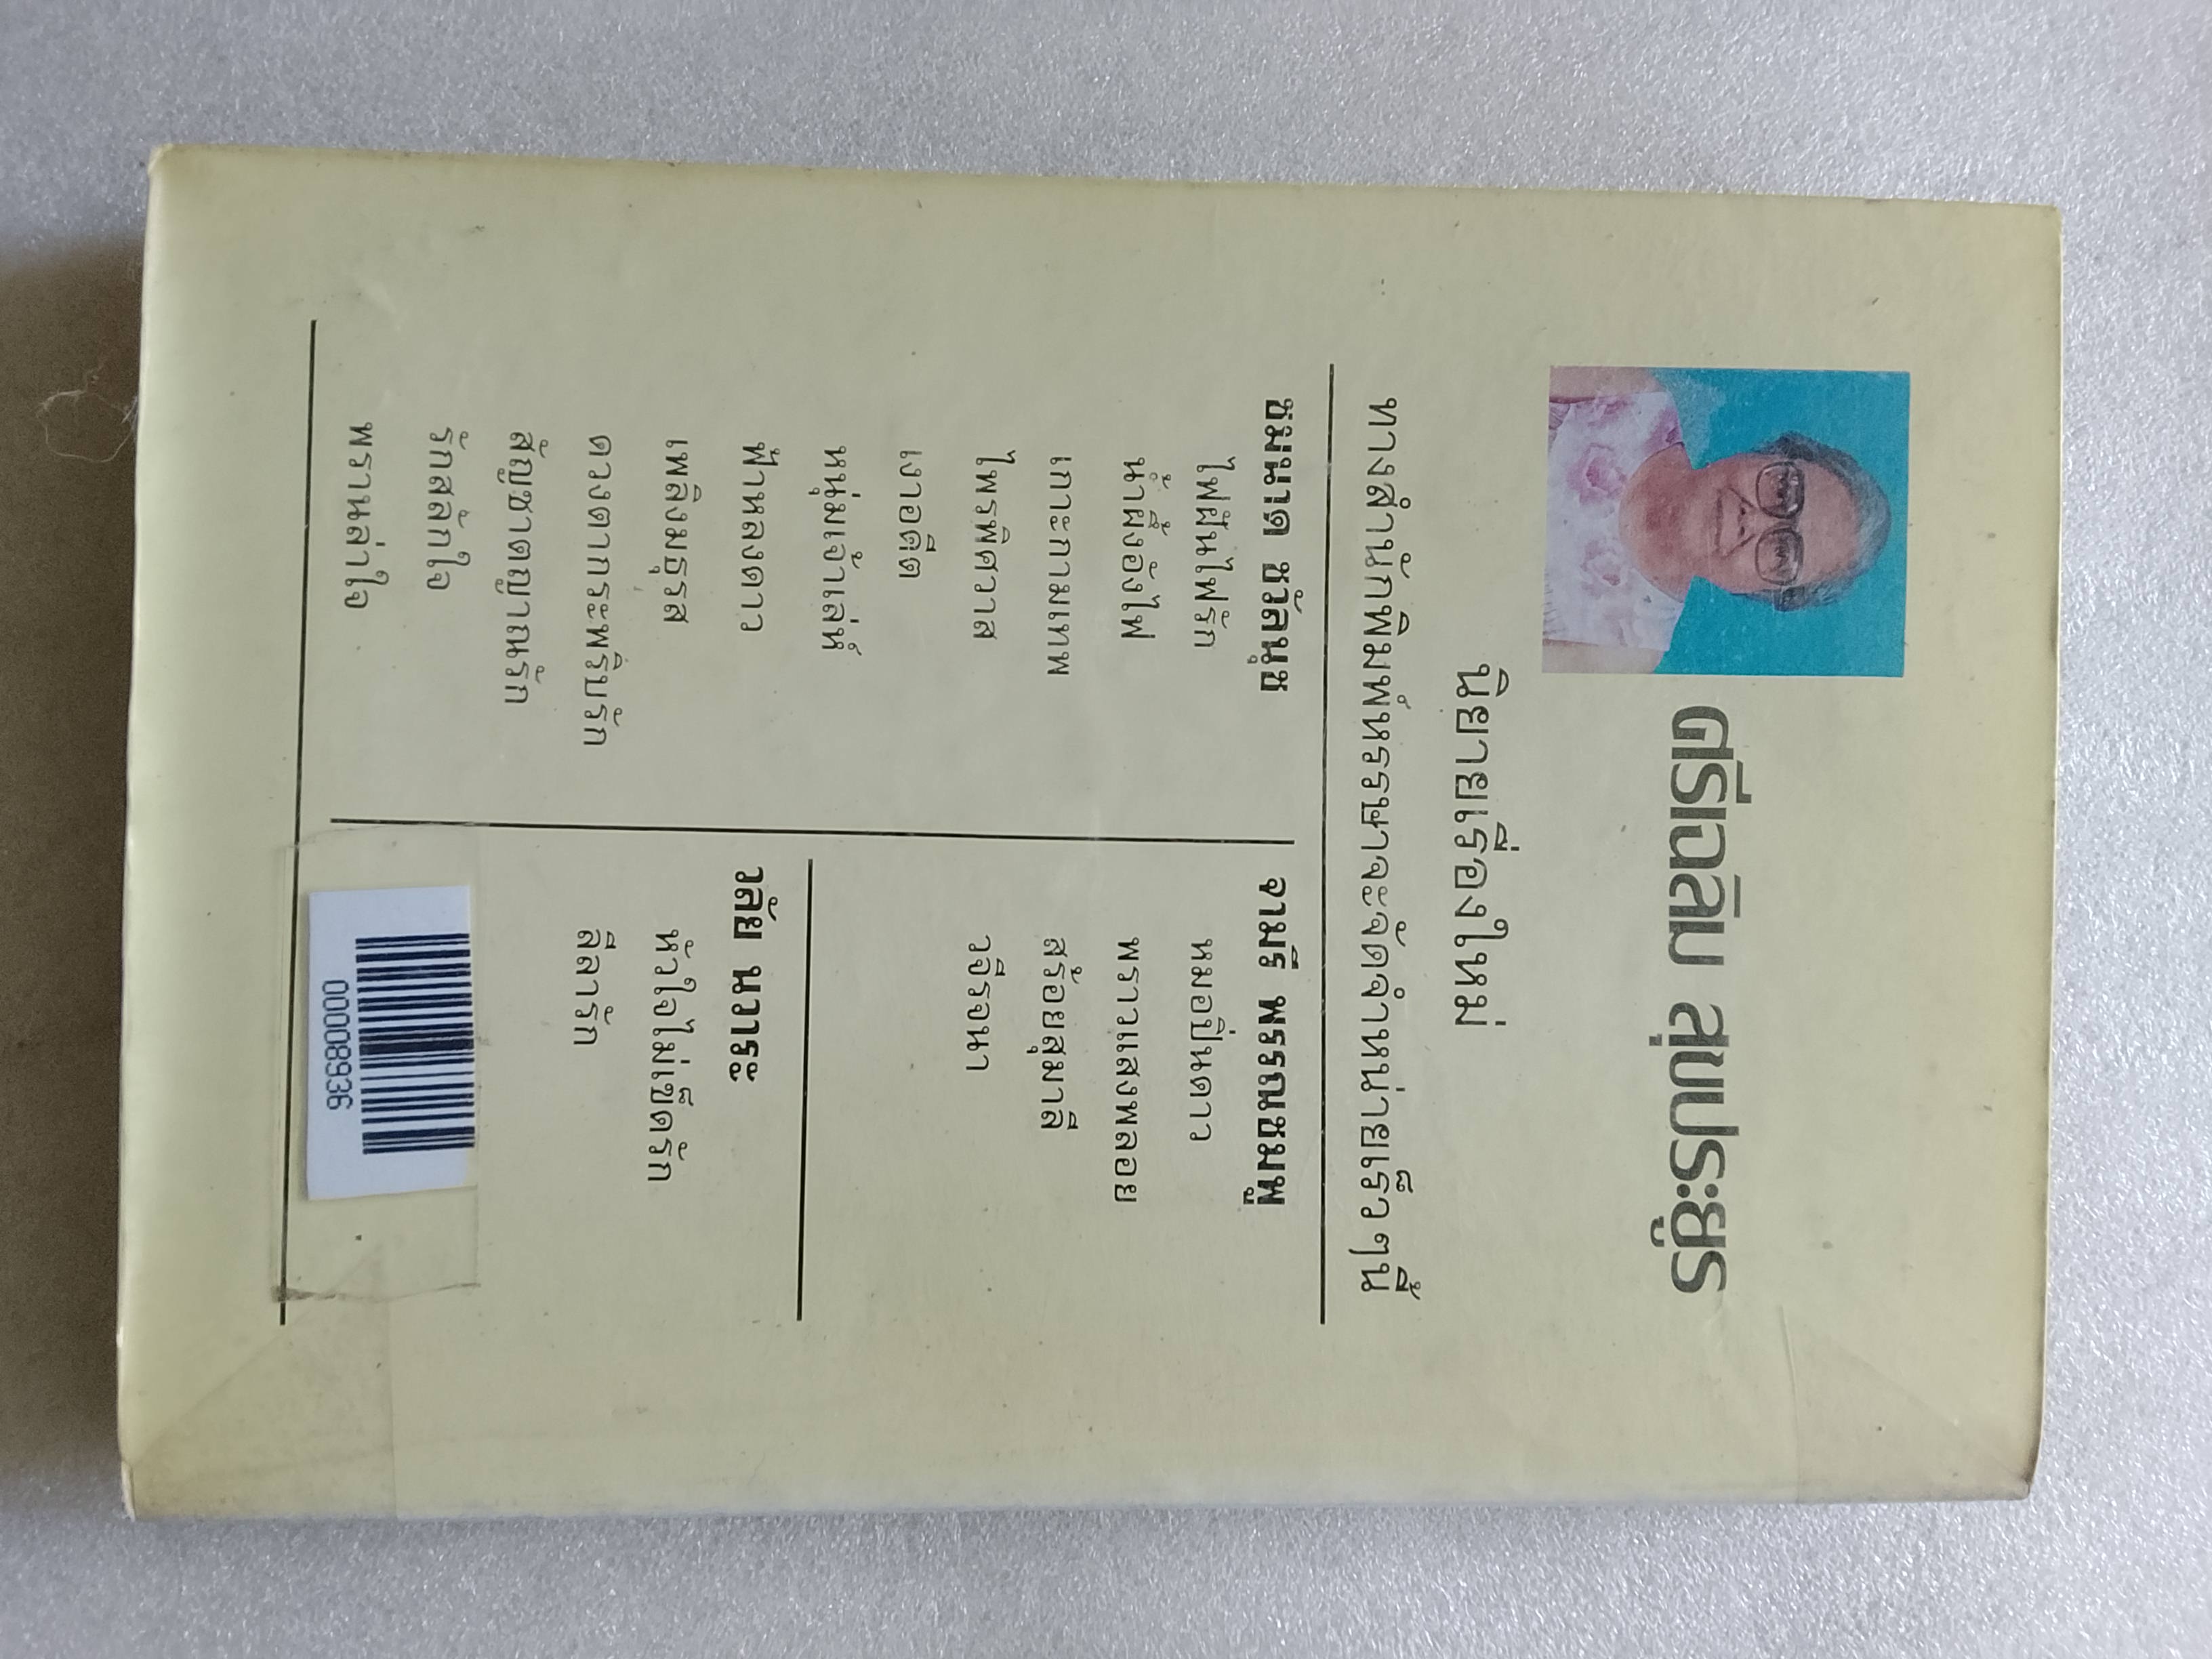 ศรีเฉลิม สุขประยูร
นิยายเรื่องใหม่
ทางสำนักพิมพ์หรรษาจะจัดจำหน่ายเร็วๆนี้
ชมนาด ชวัลนุช
ไฟฝันไฟรัก
น้ำผึ้งอังไฟ
เกาะกามเทพ
ไพรพิศวาส
เงาอดีต
หนุ่มเจ้าเล่ห์
ฟ้าหลงดาว
เพลิงมธุรส
ดวงตากระพริบรัก
สัญชาตญาณรัก
รักสลักใจ
พรานล่าใจ
จามรี พรรณชมพู
หมอปิ่นดาว
พราวแสงพลอย
สร้อยสุมาลี
วจีรจนา
วลัย นวาระ
หัวใจไม่เข็ดรัก
ลีลารัก
000008936